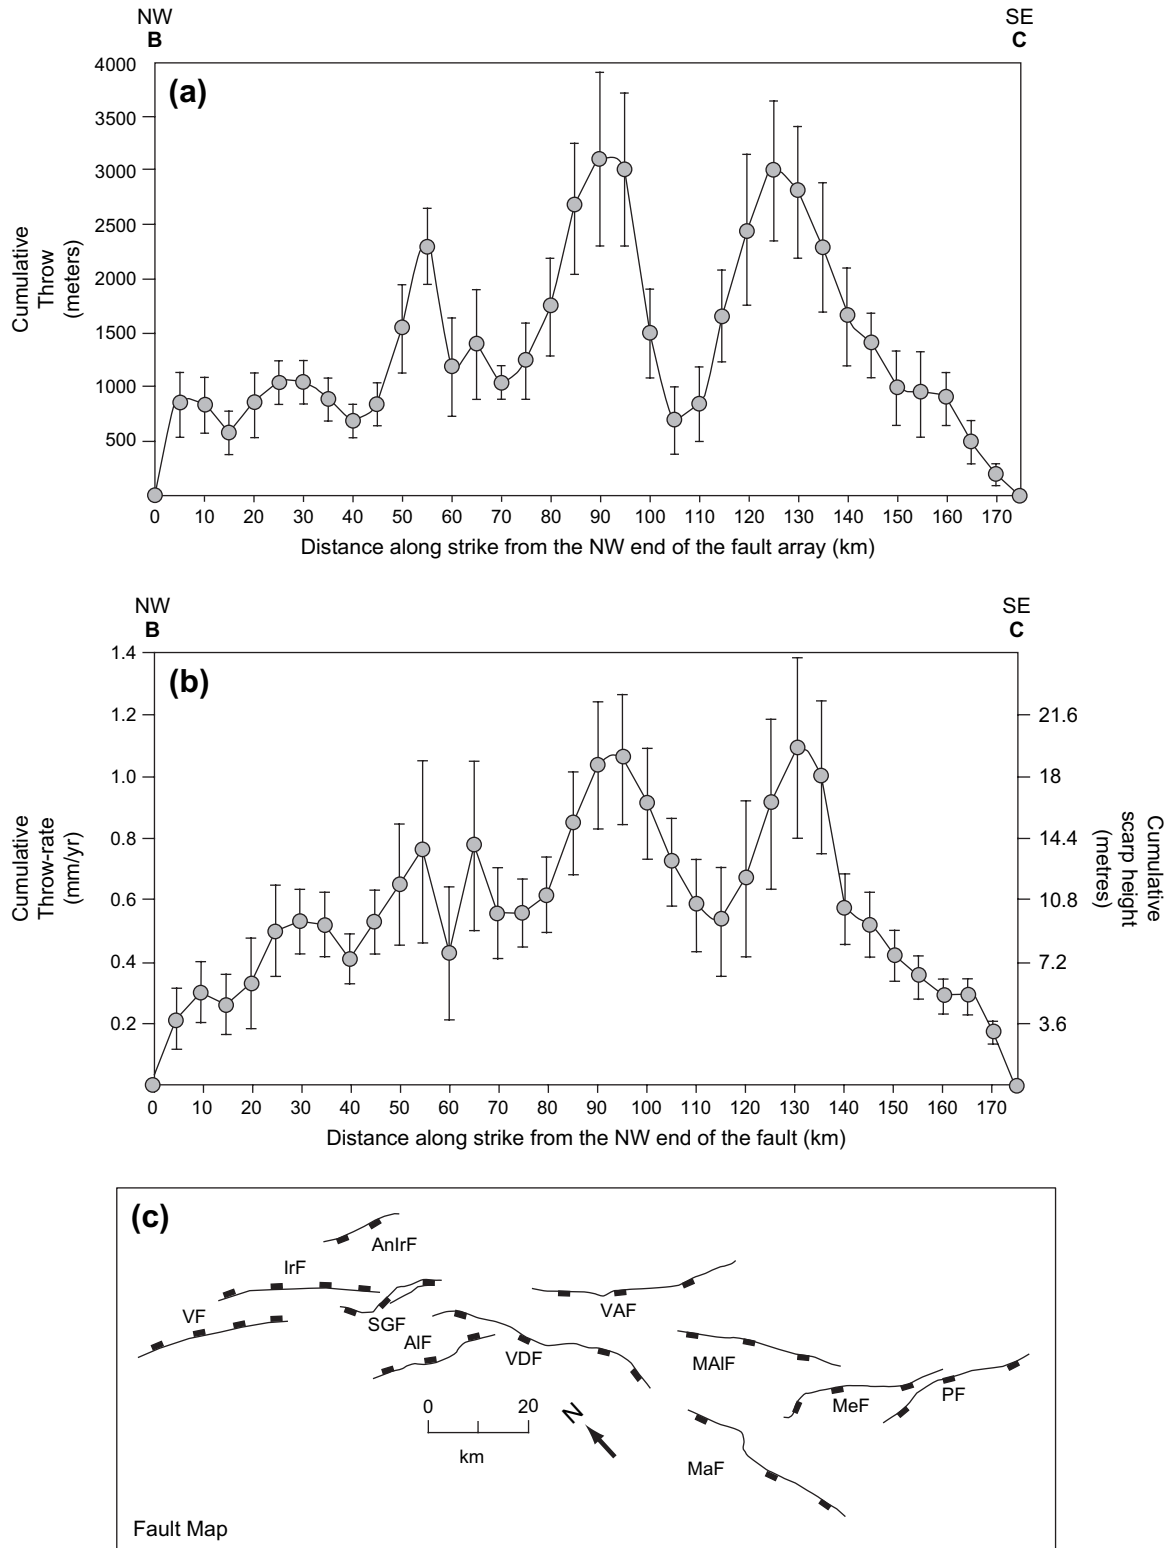 NW
B
SE
C
(a)
4000
3500
3000
2500
2000
1500
1000
500
Cumulative
Throw
(meters)
0 10 20 30 40 50 60 70 80 90 100 110 120 130 140 150 160 170
Distance along strike from the NW end of the fault array (km)
NW
B
SE
C
(b)
1.4
1.2
1.0
0.8
0.6
0.4
0.2
Cumulative
Throw-rate
(mm/yr)
21.6
18
14.4
10.8
7.2
3.6
Cumulative
scarp height
(metres)
0 10 20 30 40 50 60 70 80 90 100 110 120 130 140 150 160 170
Distance along strike from the NW end of the fault (km)
(c)
AnIrF
IrF
VF
SGF
AlF
VDF
VAF
MAlF
MeF
PF
MaF
0 20
km
N
Fault Map